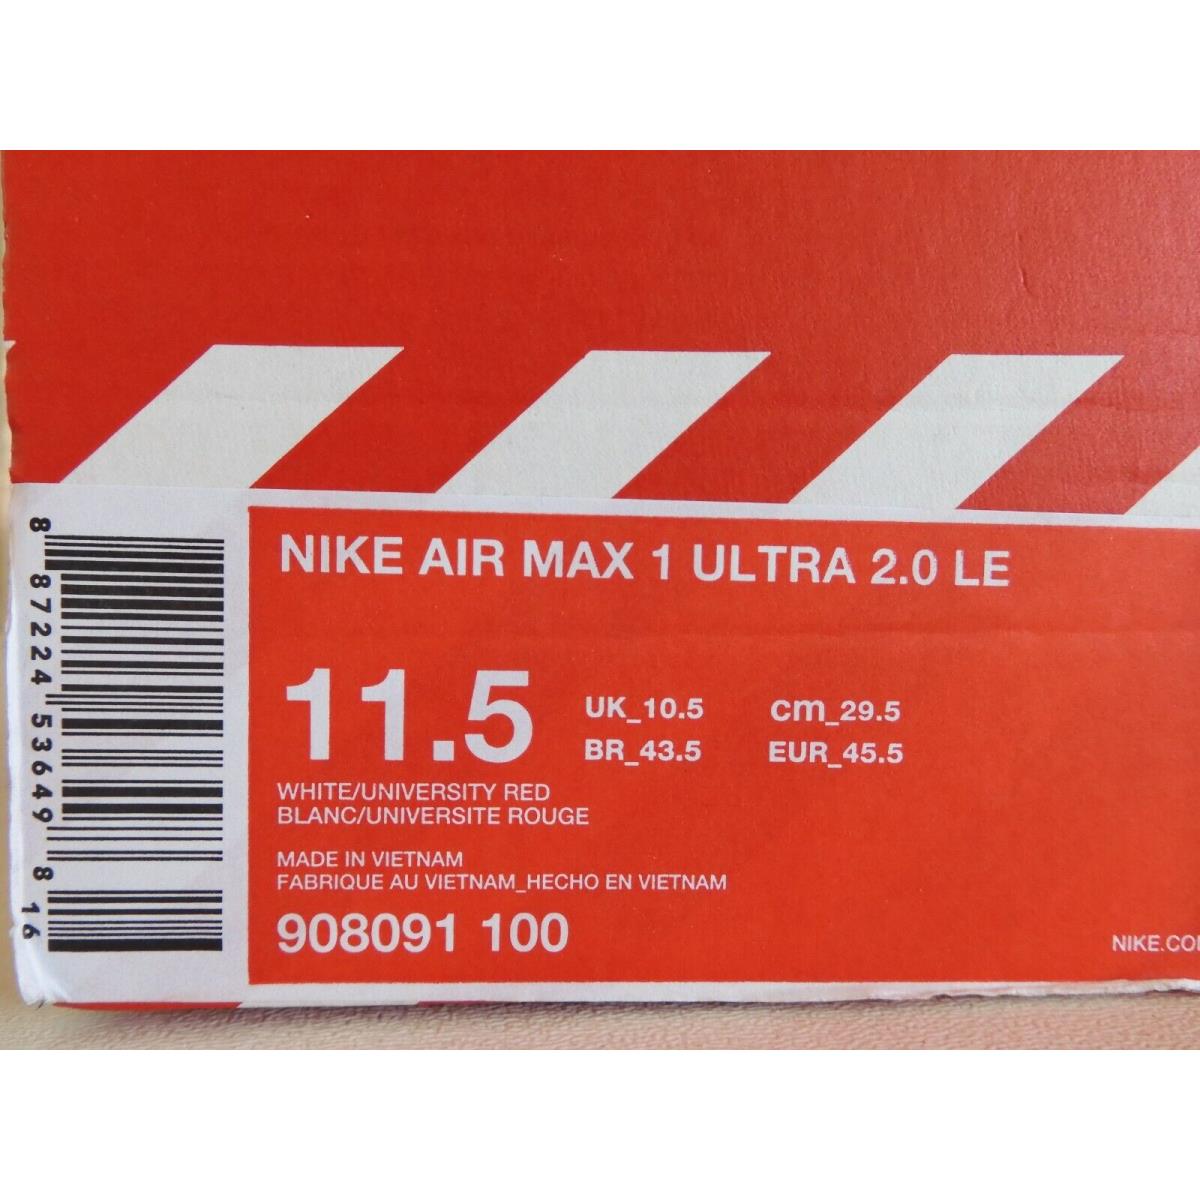 NIKE AIR MAX 1 ULTRA 2.0 LE
11.5
UK_10.5 cm_29.5
BR_43.5 EUR_45.5
WHITE/UNIVERSITY RED
BLANC/UNIVERSITE ROUGE
MADE IN VIETNAM
FABRIQUE AU VIETNAM_HECHO EN VIETNAM
908091 100
NIKE.CO
8 87224 53649 8 16